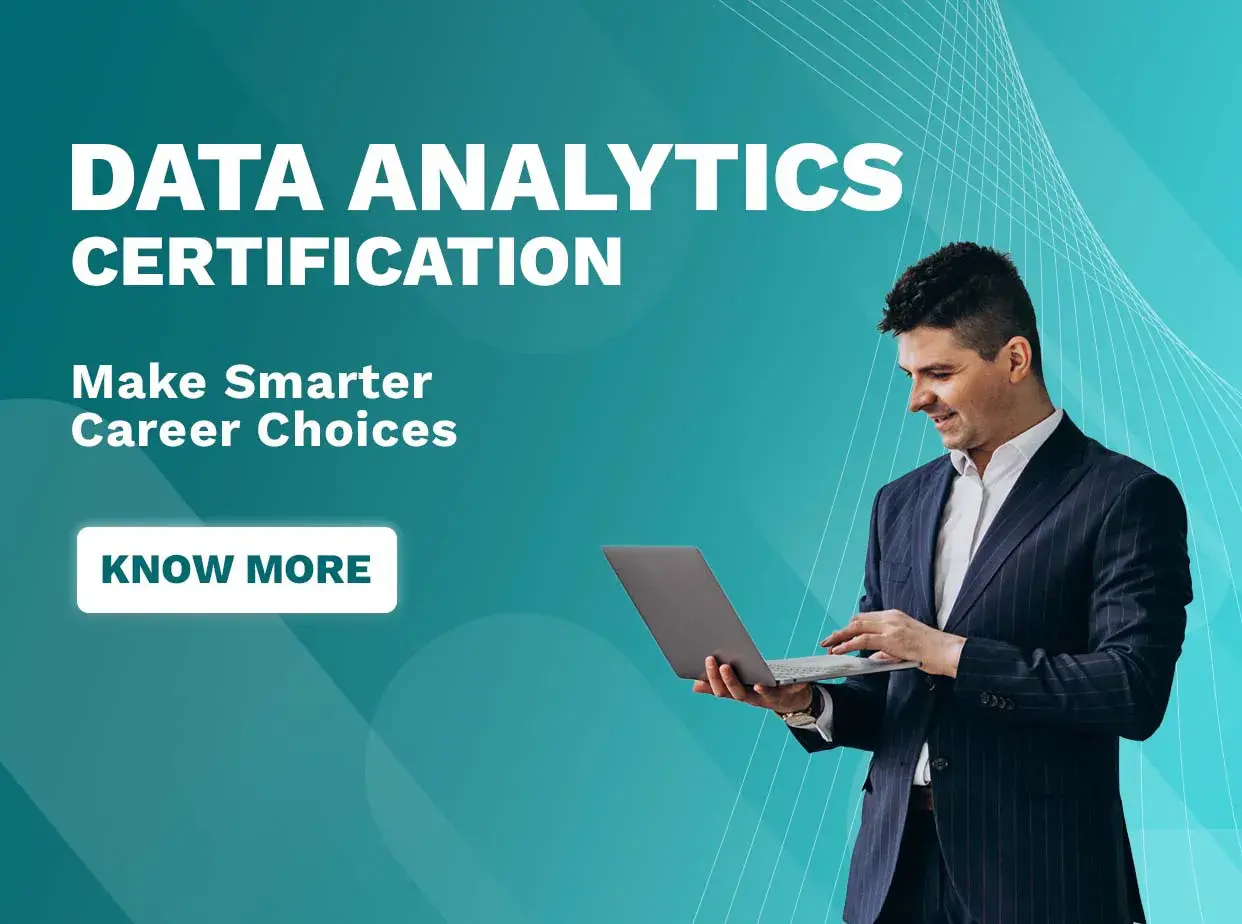 DATA ANALYTICS
CERTIFICATION
Make Smarter
Career Choices
KNOW MORE